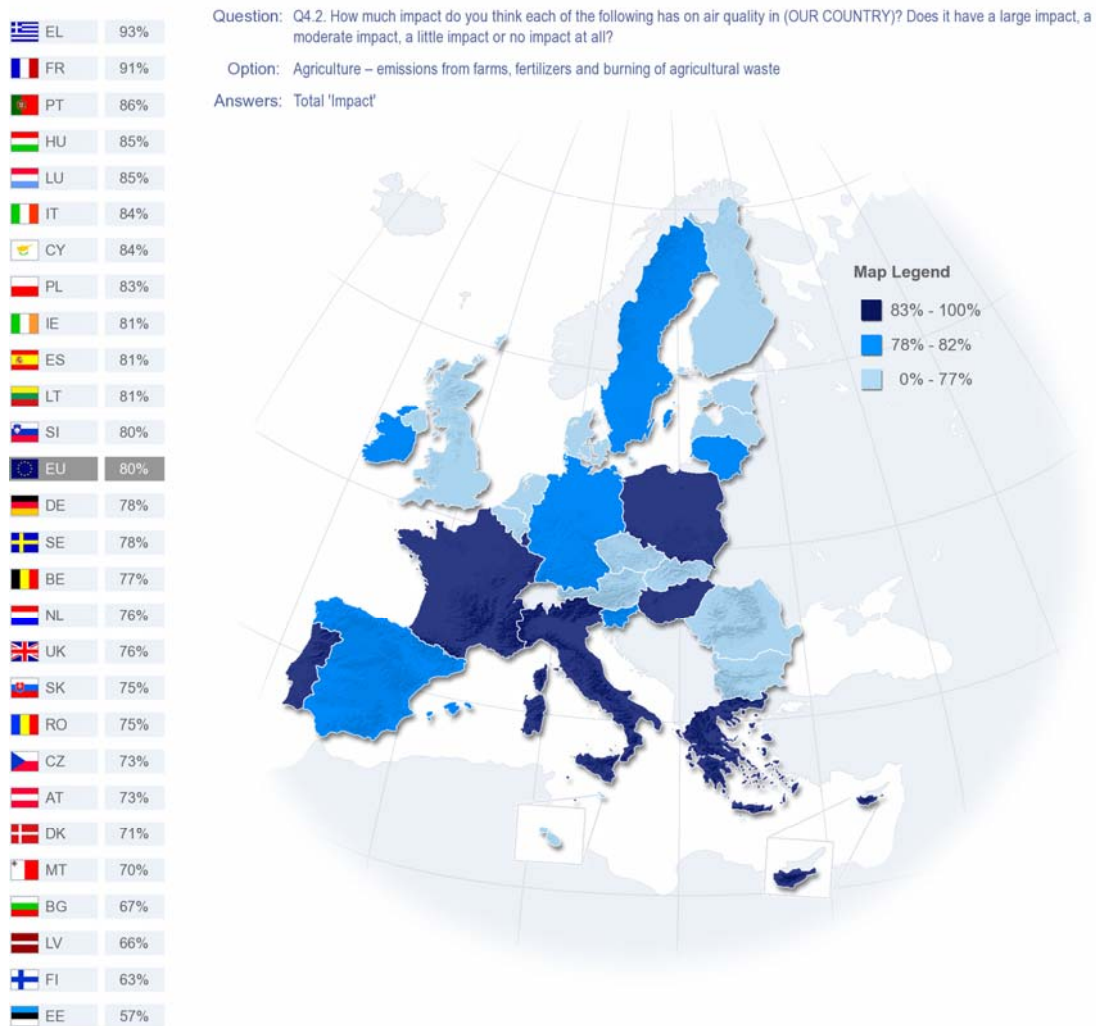 Question: Q4.2. How much impact do you think each of the following has on air quality in (OUR COUNTRY)? Does it have a large impact, a
moderate impact, a little impact or no impact at all?
Option: Agriculture – emissions from farms, fertilizers and burning of agricultural waste
Answers: Total 'Impact'
EL 93%
FR 91%
PT 86%
HU 85%
LU 85%
IT 84%
CY 84%
PL 83%
IE 81%
ES 81%
LT 81%
SI 80%
EU 80%
DE 78%
SE 78%
BE 77%
NL 76%
UK 76%
SK 75%
RO 75%
CZ 73%
AT 73%
DK 71%
MT 70%
BG 67%
LV 66%
FI 63%
EE 57%
Map Legend
83% - 100%
78% - 82%
0% - 77%